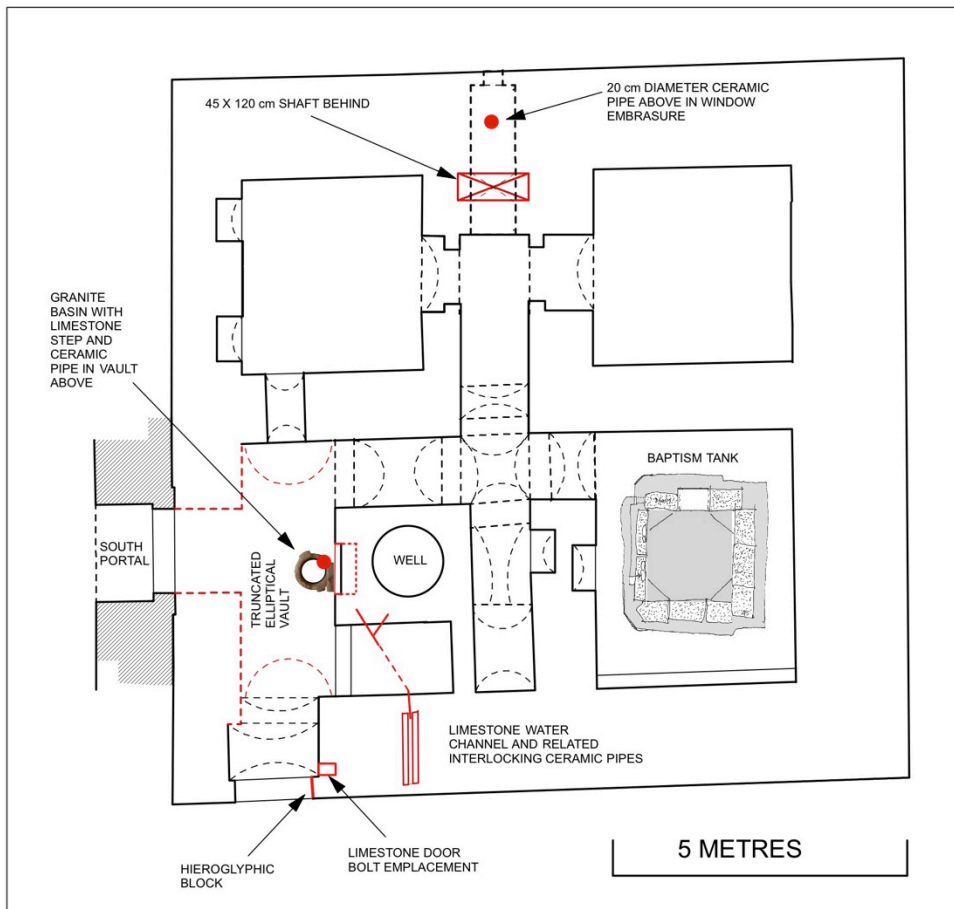 45 X 120 cm SHAFT BEHIND
20 cm DIAMETER CERAMIC
PIPE ABOVE IN WINDOW
EMBRASURE
GRANITE
BASIN WITH
LIMESTONE
STEP AND
CERAMIC
PIPE IN VAULT
ABOVE
BAPTISM TANK
SOUTH
PORTAL
TRUNCATED
ELLIPTICAL
VAULT
WELL
LIMESTONE WATER
CHANNEL AND RELATED
INTERLOCKING CERAMIC PIPES
HIEROGLYPHIC
BLOCK
LIMESTONE DOOR
BOLT EMPLACEMENT
5 METRES